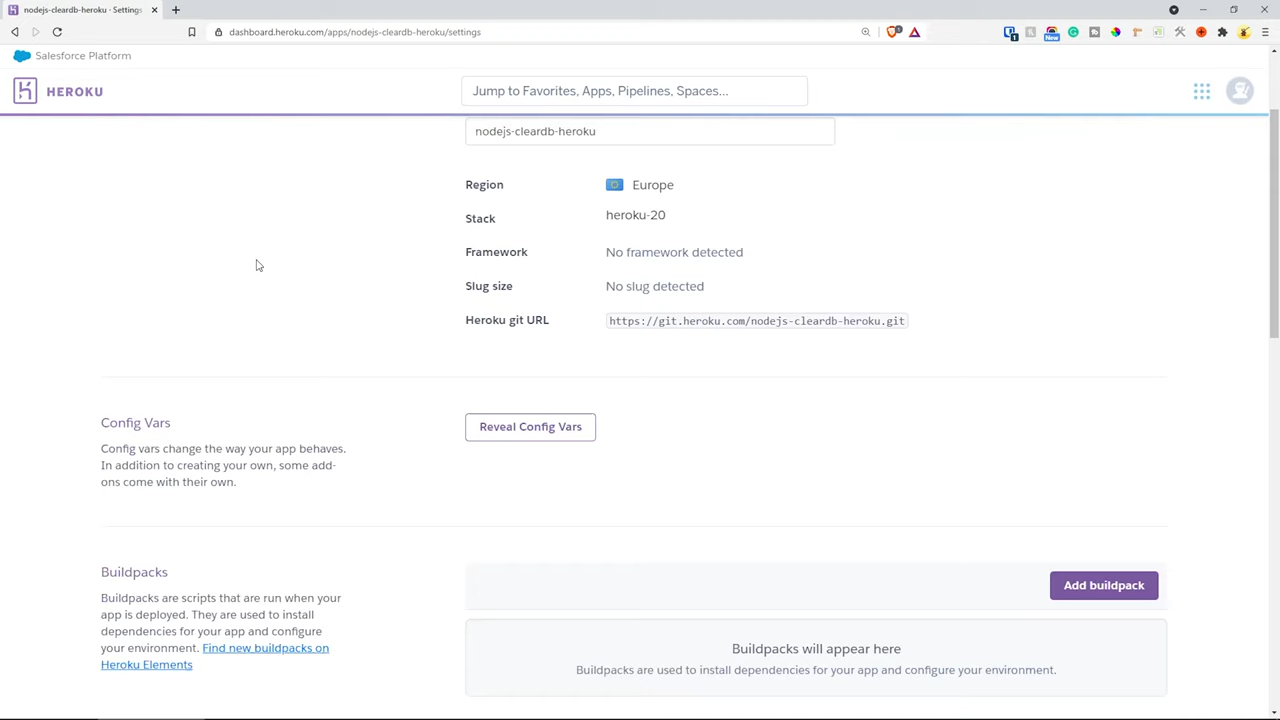 nodejs-cleardb-heroku · Settings
dashboard.heroku.com/apps/nodejs-cleardb-heroku/settings
Salesforce Platform
HEROKU
Jump to Favorites, Apps, Pipelines, Spaces...
nodejs-cleardb-heroku
Region Europe
Stack heroku-20
Framework No framework detected
Slug size No slug detected
Heroku git URL https://git.heroku.com/nodejs-cleardb-heroku.git
Config Vars
Reveal Config Vars
Config vars change the way your app behaves.
In addition to creating your own, some add-
ons come with their own.
Buildpacks
Add buildpack
Buildpacks are scripts that are run when your
app is deployed. They are used to install
dependencies for your app and configure
your environment. Find new buildpacks on
Heroku Elements
Buildpacks will appear here
Buildpacks are used to install dependencies for your app and configure your environment.